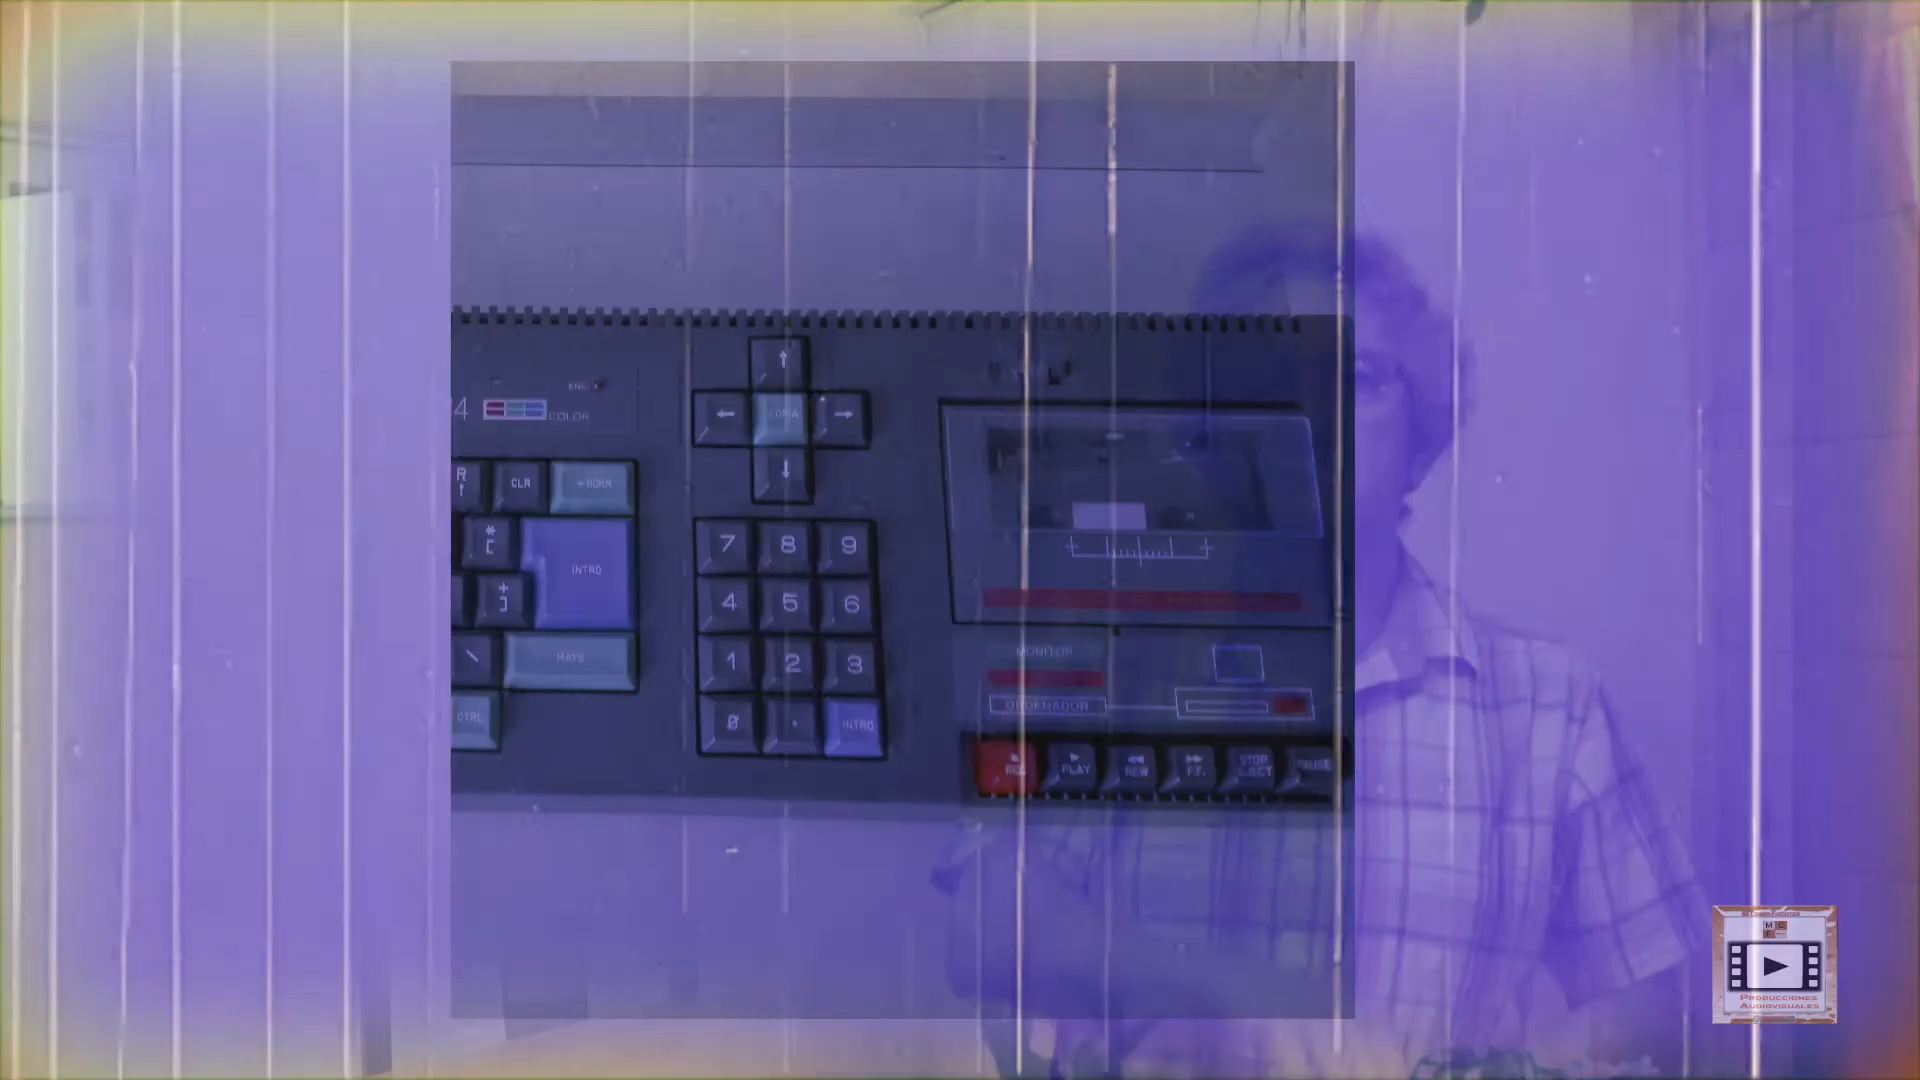 ENC
4 COLOR
↑
← COPIA →
↓
R CLR ←BORR
↑
* 7 8 9
[ INTRO
+ 4 5 6
]
\ MAYS 1 2 3
CTRL 0 . INTRO
MONITOR
ORDENADOR
REC PLAY REW F.F. STOP EJECT PAUSE
M C
F
PRODUCCIONES
AUDIOVISUALES